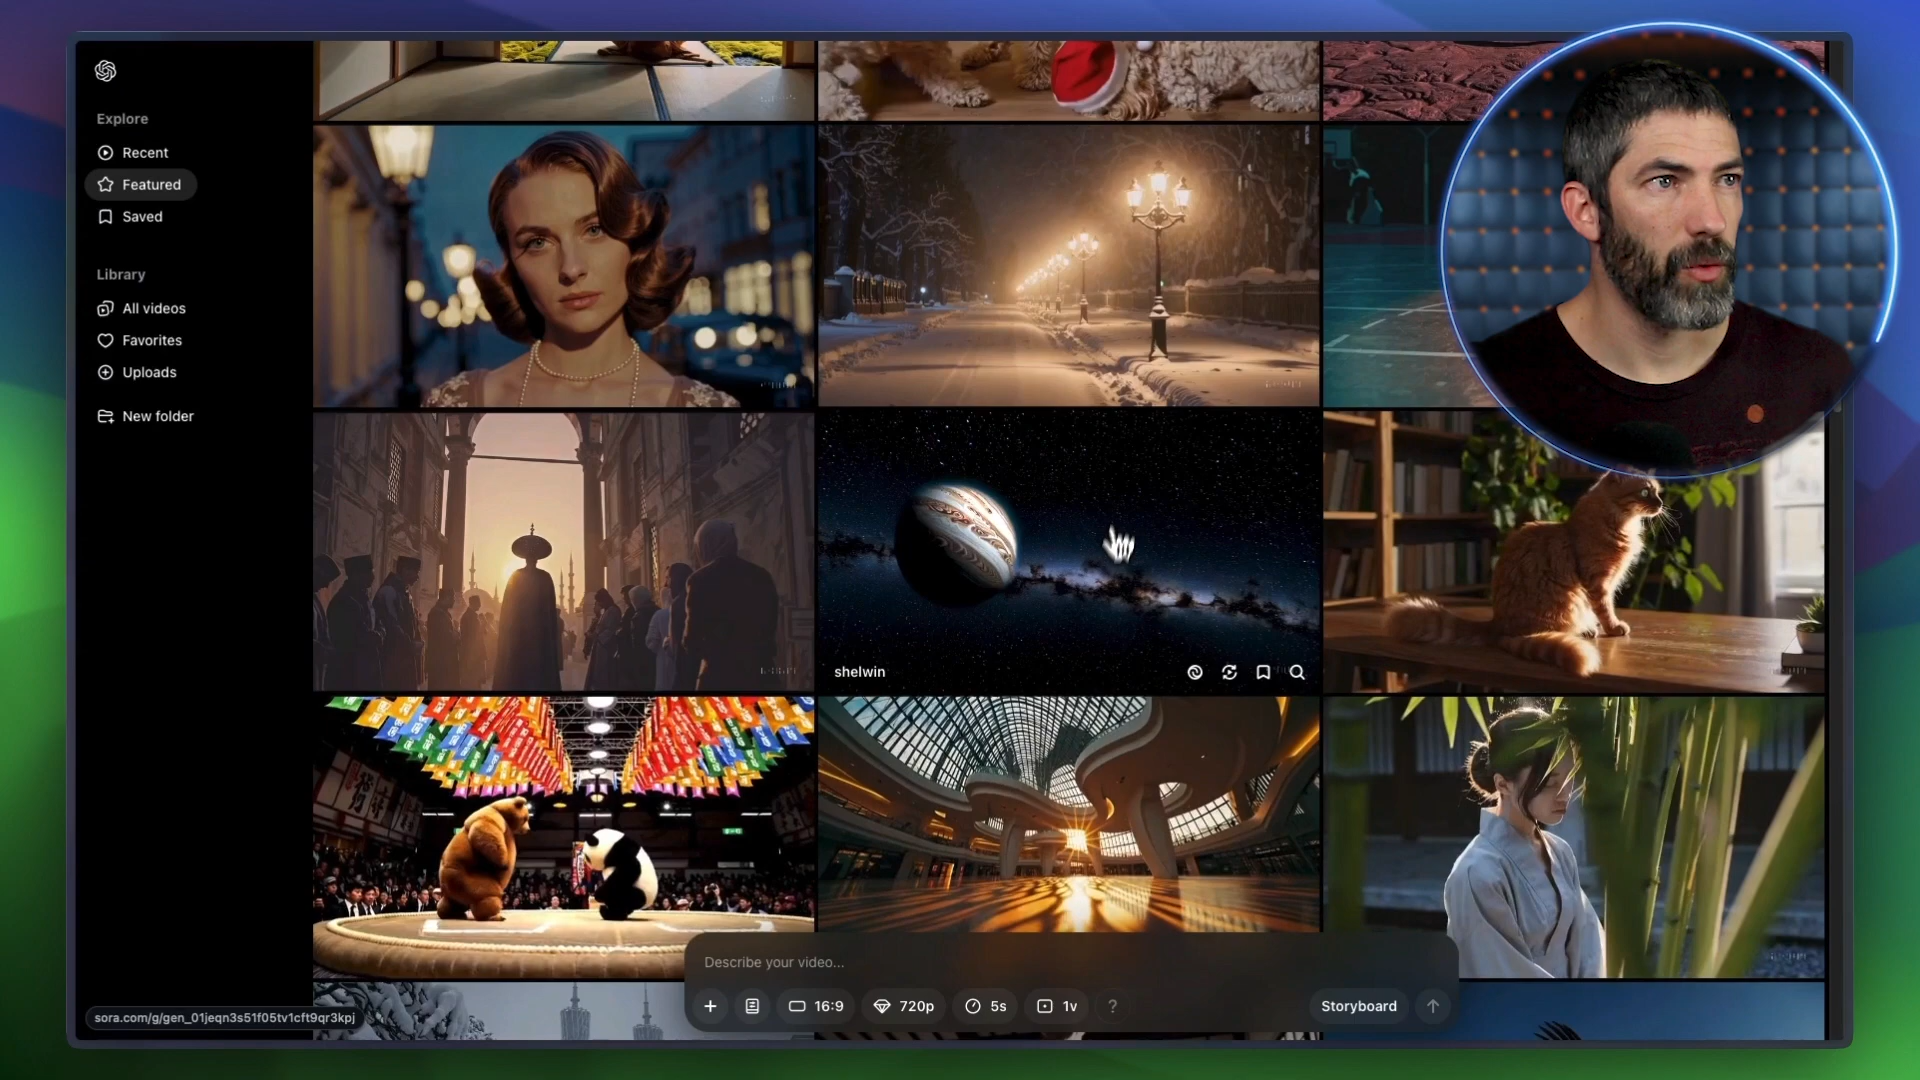 Explore
Recent
Featured
Saved
Library
All videos
Favorites
Uploads
New folder
shelwin
Describe your video...
16:9
720p
5s
1v
?
Storyboard
sora.com/g/gen_01jeqn3s51f05tv1cft9qr3kpj